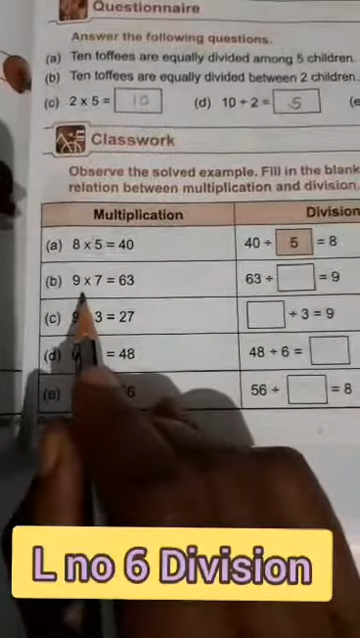 Questionnaire
Answer the following questions.
(a) Ten toffees are equally divided among 5 children.
(b) Ten toffees are equally divided between 2 children.
(c) 2 x 5 = 10 (d) 10 ÷ 2 = 5 (e
Classwork
Observe the solved example. Fill in the blank
relation between multiplication and division.
Multiplication Division
(a) 8 x 5 = 40 40 ÷ 5 = 8
(b) 9 x 7 = 63 63 ÷ = 9
(c) 3 = 27 ÷ 3 = 9
(d) = 48 48 ÷ 6 =
(e) 56 ÷ = 8
L no 6 Division